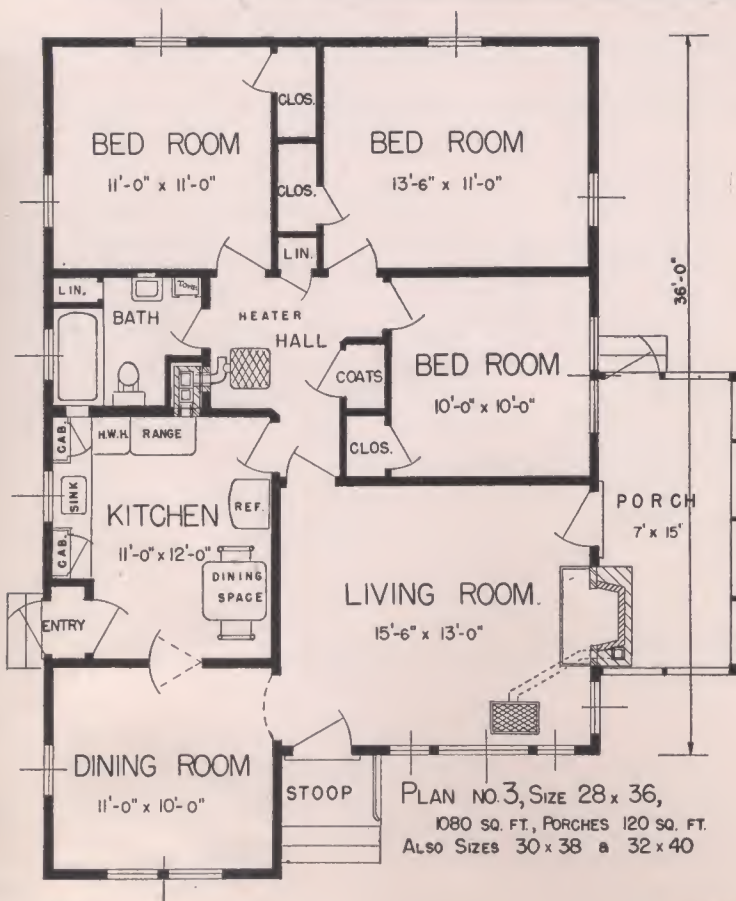 CLOS.
BED ROOM
11'-0" x 11'-0"
BED ROOM
13'-6" x 11'-0"
CLOS.
LIN.
36'-0"
LIN.
BATH
HEATER
HALL
BED ROOM
10'-0" x 10'-0"
COATS
CAB.
H.W.H.
RANGE
CLOS.
SINK
KITCHEN
11'-0" x 12'-0"
REF.
PORCH
7' x 15'
CAB.
DINING
SPACE
LIVING ROOM.
15'-6" x 13'-0"
ENTRY
DINING ROOM
11'-0" x 10'-0"
STOOP
PLAN NO. 3, SIZE 28 x 36,
1080 SQ. FT., PORCHES 120 SQ. FT.
ALSO SIZES 30 x 38 & 32 x 40